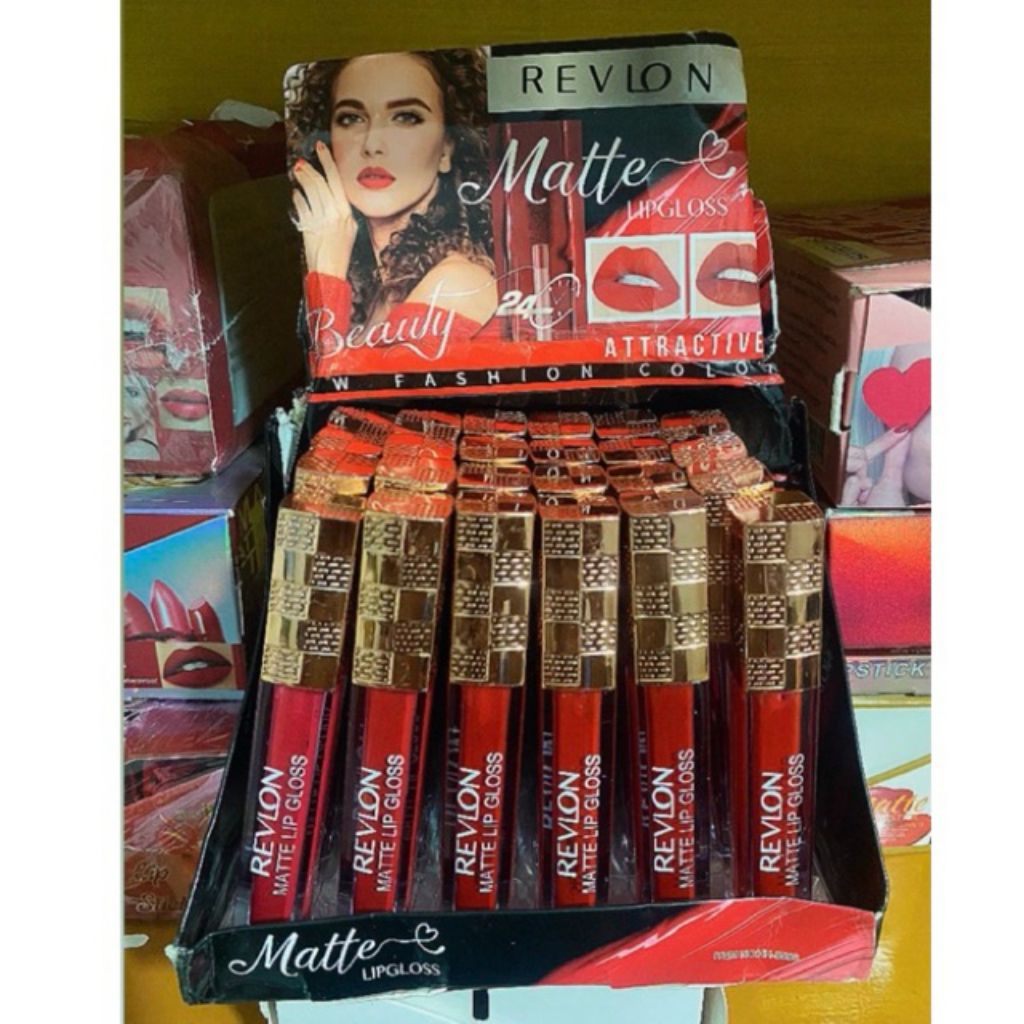 REVLON
Matte
LIPGLOSS
24
Beauty
ATTRACTIVE
W FASHION COLO
REVLON
MATTE LIP GLOSS
REVLON
MATTE LIP GLOSS
REVLON
MATTE LIP GLOSS
REVLON
MATTE LIP GLOSS
REVLON
MATTE LIP GLOSS
REVLON
MATTE LIP GLOSS
PSTICK
Lip
Matte
LIPGLOSS